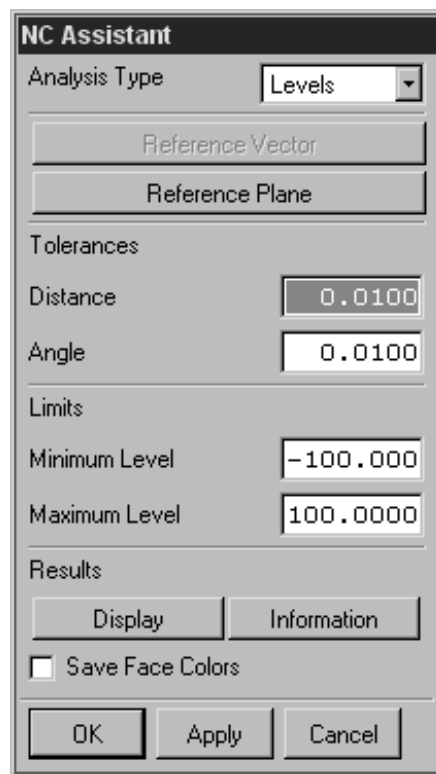 NC Assistant
Analysis Type Levels
Reference Vector
Reference Plane
Tolerances
Distance 0.0100
Angle 0.0100
Limits
Minimum Level -100.000
Maximum Level 100.0000
Results
Display Information
Save Face Colors
OK Apply Cancel